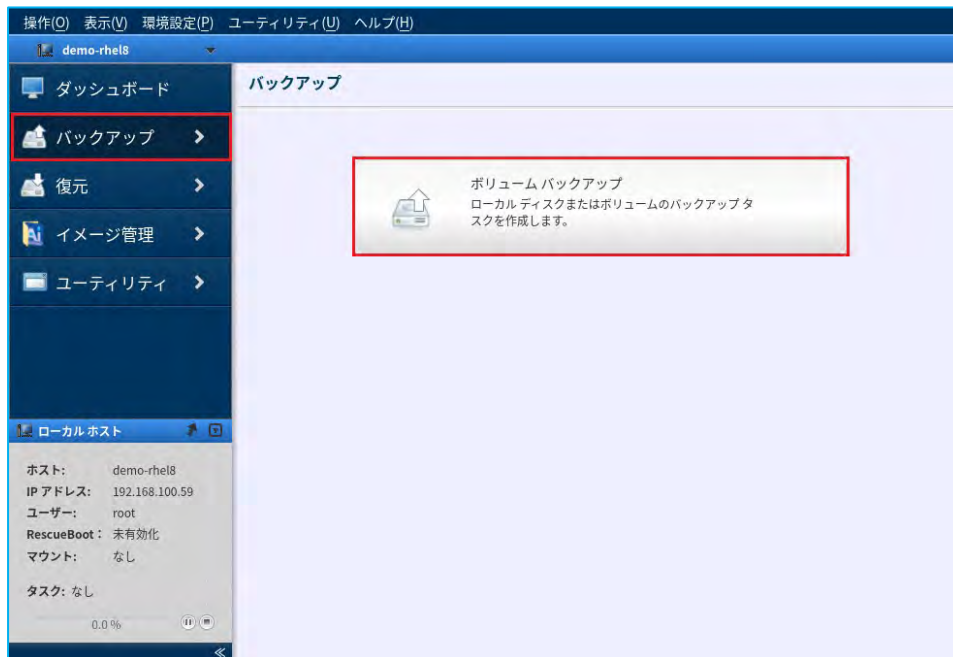 操作(O) 表示(V) 環境設定(P) ユーティリティ(U) ヘルプ(H)
demo-rhel8
ダッシュボード
バックアップ
復元
イメージ管理
ユーティリティ
バックアップ
ボリューム バックアップ
ローカル ディスクまたはボリュームのバックアップ タ
スクを作成します。
ローカル ホスト
ホスト: demo-rhel8
IP アドレス: 192.168.100.59
ユーザー: root
RescueBoot： 未有効化
マウント: なし
タスク: なし
0.0 %